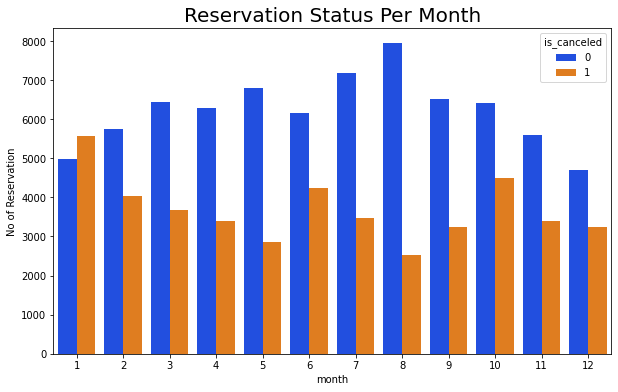 Reservation Status Per Month
is_canceled
0
1
No of Reservation
8000
7000
6000
5000
4000
3000
2000
1000
0
1 2 3 4 5 6 7 8 9 10 11 12
month